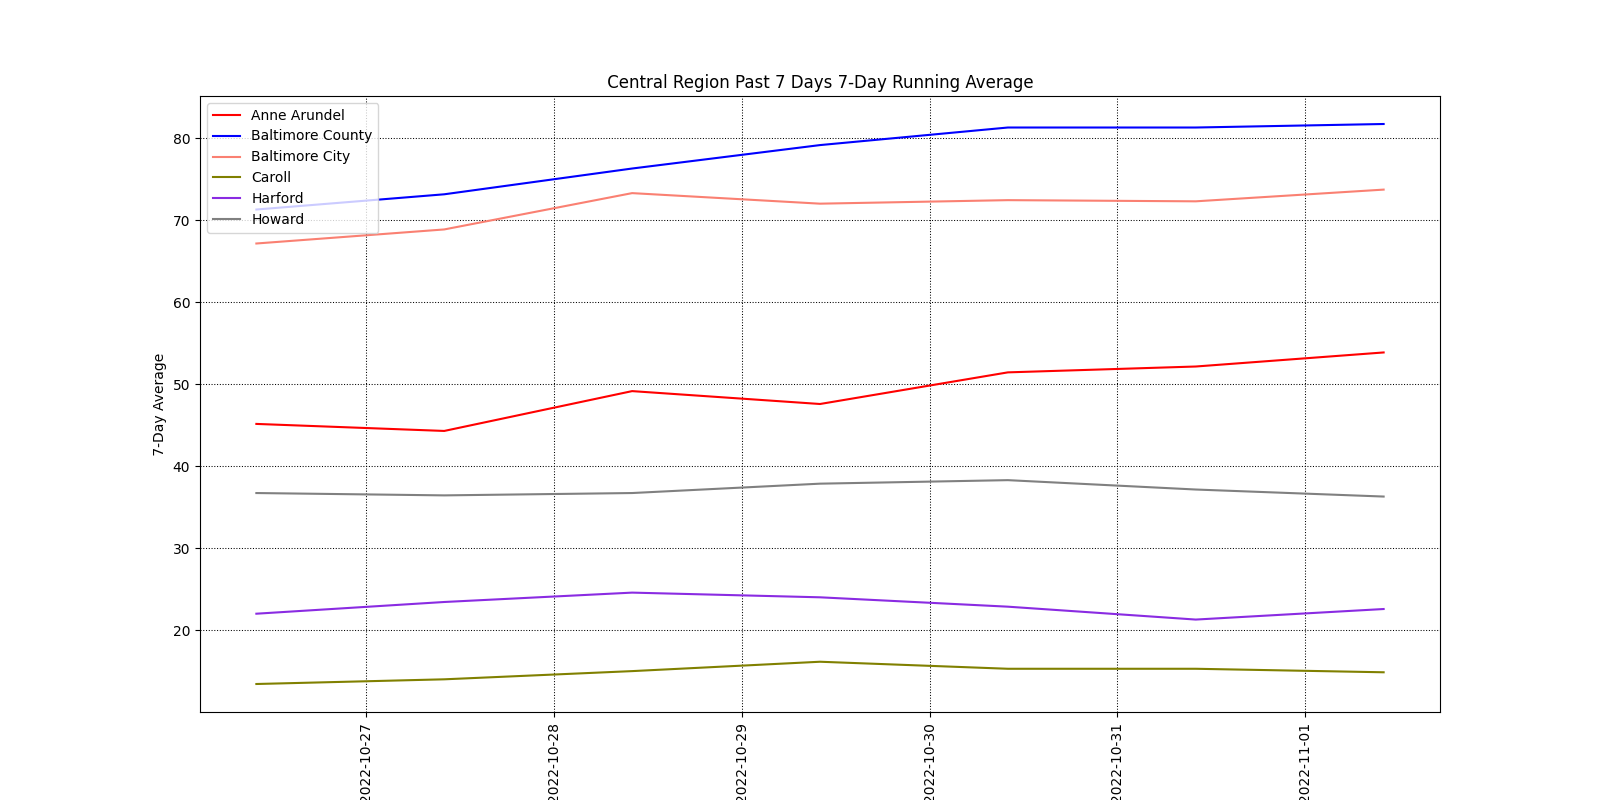 Central Region Past 7 Days 7-Day Running Average
Anne Arundel
Baltimore County
Baltimore City
Caroll
Harford
Howard
7-Day Average
80
70
60
50
40
30
20
2022-10-27
2022-10-28
2022-10-29
2022-10-30
2022-10-31
2022-11-01